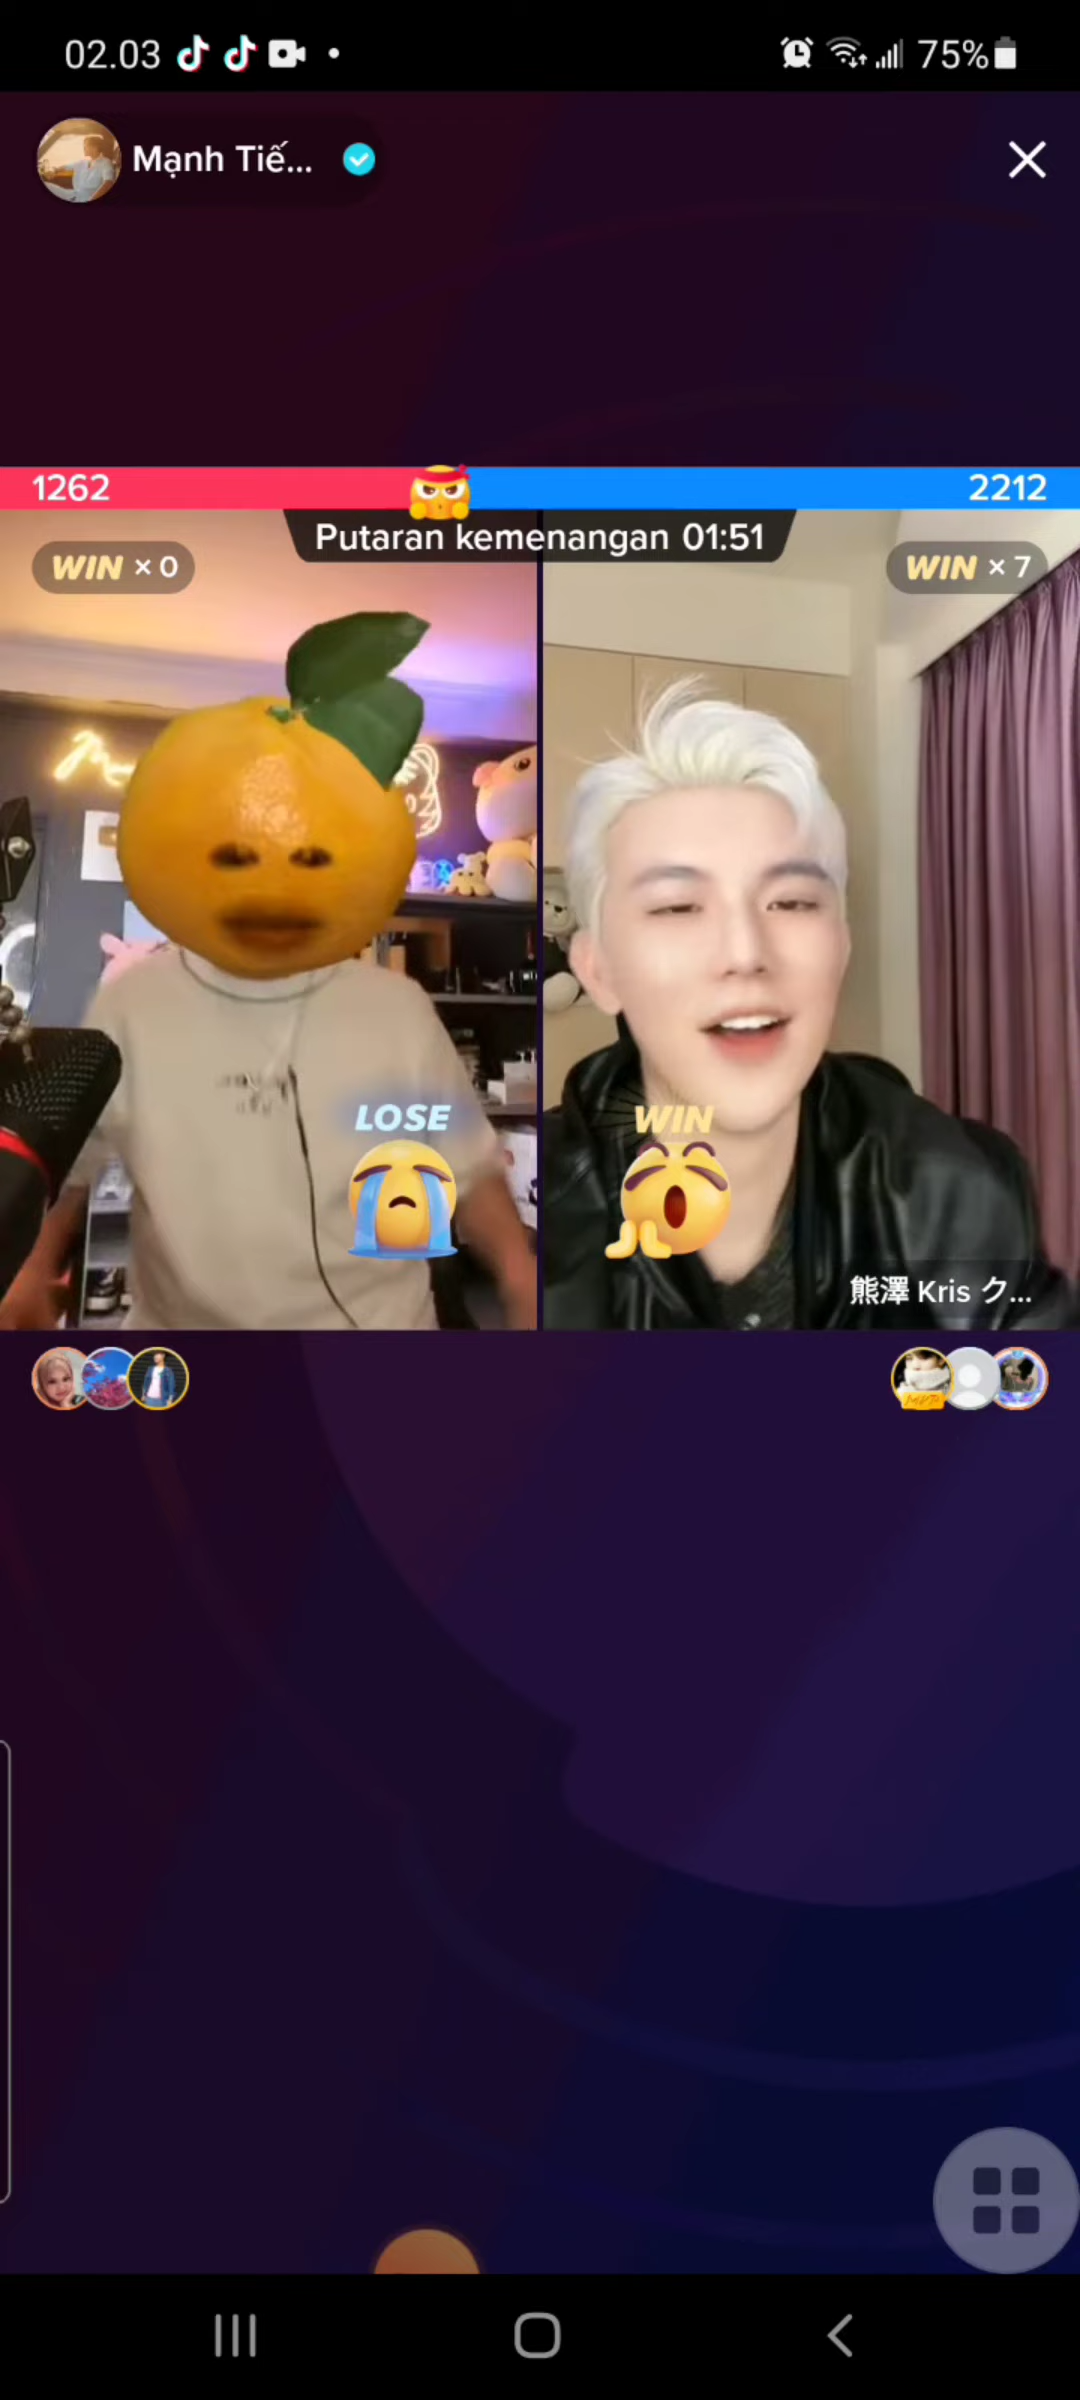 02.03
75%
Mạnh Tiế...
1262
2212
Putaran kemenangan 01:51
WIN × 0
WIN × 7
LOSE
WIN
熊澤 Kris ク...